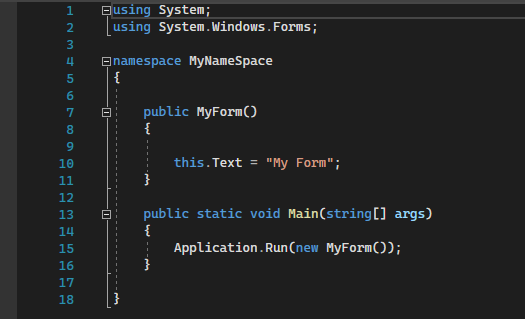 1 using System;
2 using System.Windows.Forms;
3
4 namespace MyNameSpace
5 {
6
7 public MyForm()
8 {
9
10 this.Text = "My Form";
11 }
12
13 public static void Main(string[] args)
14 {
15 Application.Run(new MyForm());
16 }
17
18 }